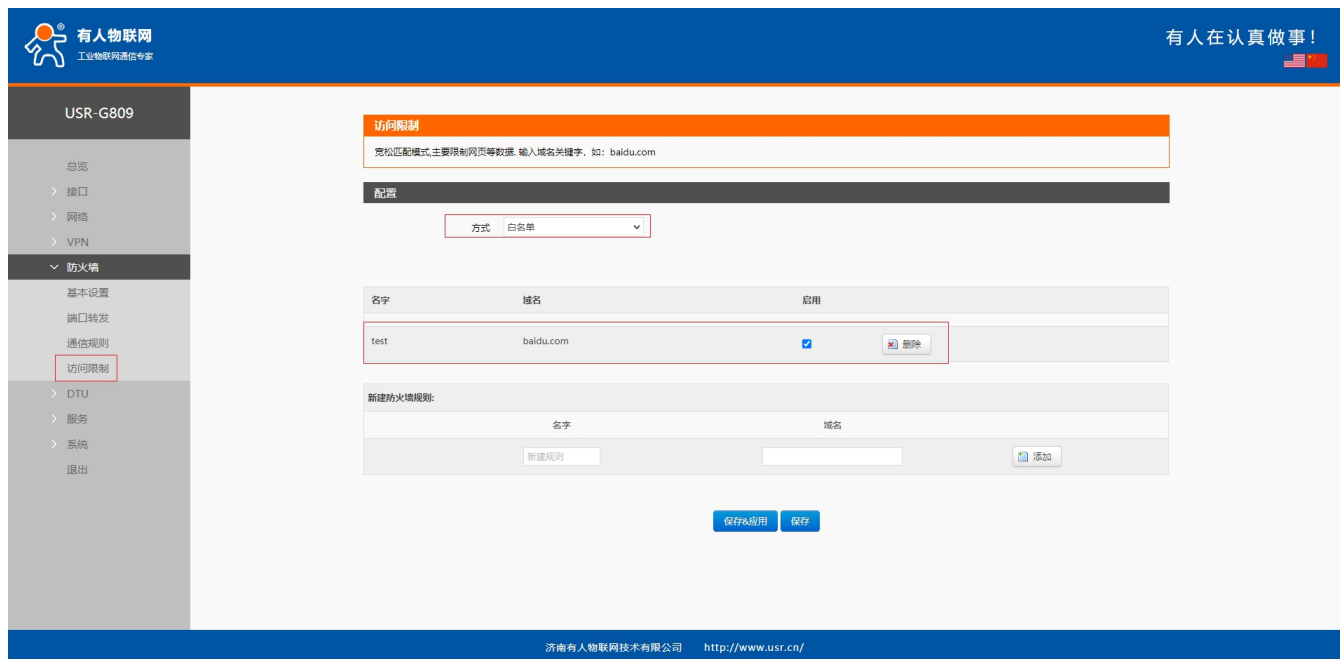 有人物联网
工业物联网通信专家
有人在认真做事!
USR-G809
总览
接口
网络
VPN
防火墙
基本设置
端口转发
通信规则
访问限制
DTU
服务
系统
退出
访问限制
宽松匹配模式,主要限制网页等数据. 输入域名关键字，如：baidu.com
配置
方式 白名单
名字 域名 启用
test baidu.com 删除
新建防火墙规则:
名字 域名
新建规则 添加
保存&应用 保存
济南有人物联网技术有限公司 http://www.usr.cn/